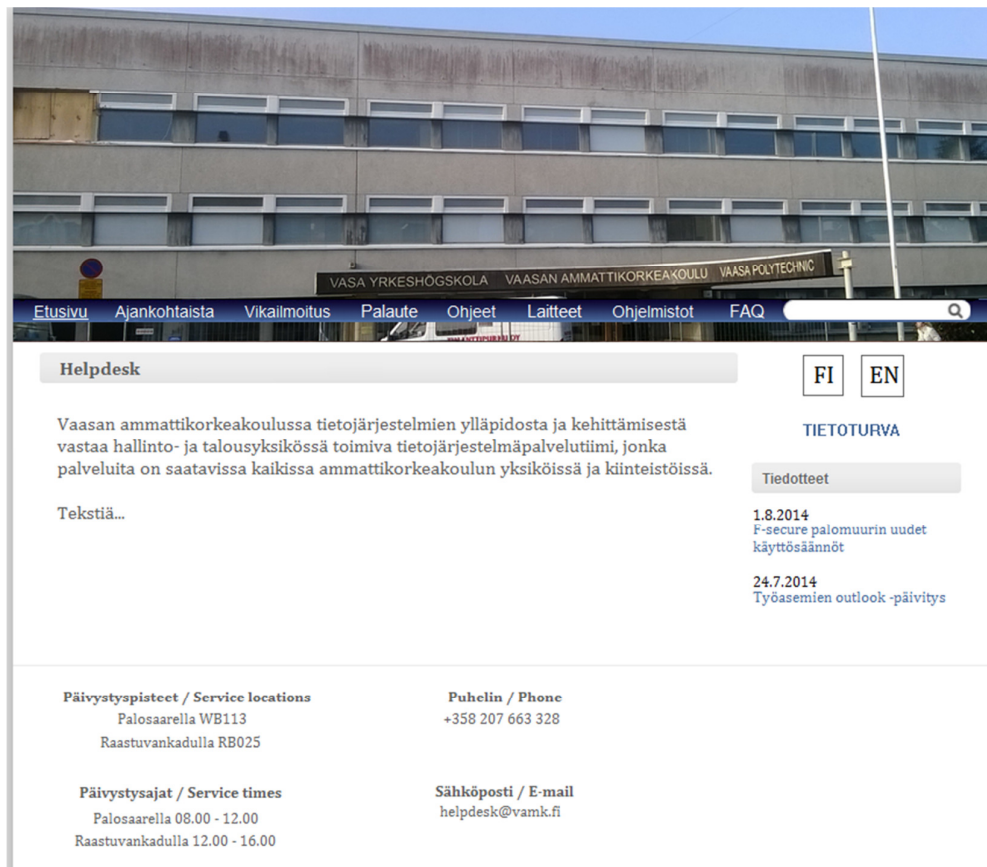 VASA YRKESHÖGSKOLA VAASAN AMMATTIKORKEAKOULU VAASA POLYTECHNIC
Etusivu Ajankohtaista Vikailmoitus Palaute Ohjeet Laitteet Ohjelmistot FAQ
Helpdesk
FI EN
Vaasan ammattikorkeakoulussa tietojärjestelmien ylläpidosta ja kehittämisestä
vastaa hallinto- ja talousyksikössä toimiva tietojärjestelmäpalvelutiimi, jonka
palveluita on saatavissa kaikissa ammattikorkeakoulun yksiköissä ja kiinteistöissä.
Tekstiä...
TIETOTURVA
Tiedotteet
1.8.2014
F-secure palomuurin uudet
käyttösäännöt
24.7.2014
Työasemien outlook -päivitys
Päivystyspisteet / Service locations
Palosaarella WB113
Raastuvankadulla RB025
Puhelin / Phone
+358 207 663 328
Päivystysajat / Service times
Palosaarella 08.00 - 12.00
Raastuvankadulla 12.00 - 16.00
Sähköposti / E-mail
helpdesk@vamk.fi